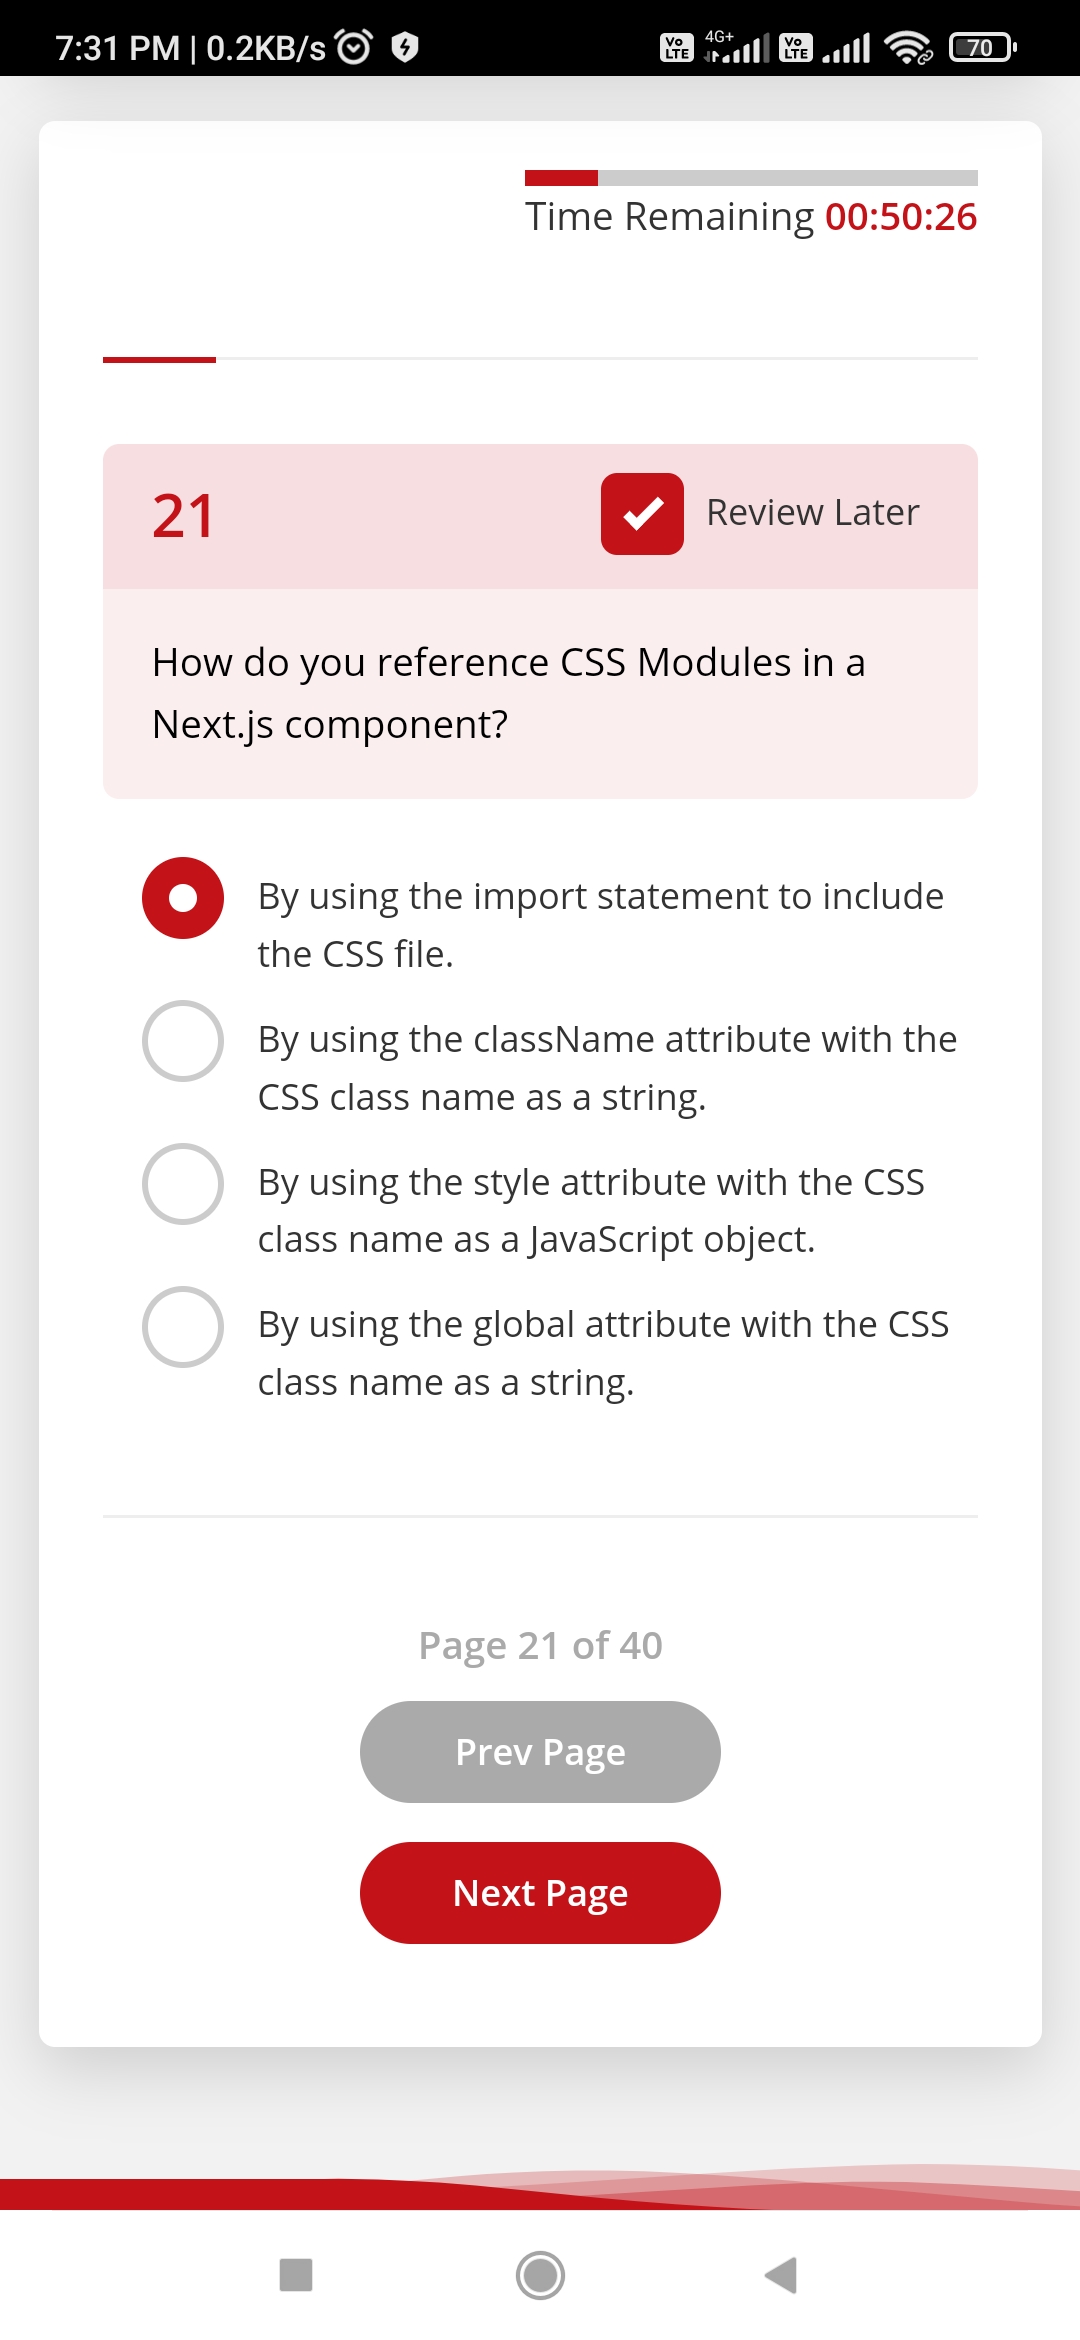 7:31 PM | 0.2KB/s
Vo LTE 4G+ Vo LTE 70
Time Remaining 00:50:26
21
Review Later
How do you reference CSS Modules in a
Next.js component?
By using the import statement to include
the CSS file.
By using the className attribute with the
CSS class name as a string.
By using the style attribute with the CSS
class name as a JavaScript object.
By using the global attribute with the CSS
class name as a string.
Page 21 of 40
Prev Page
Next Page